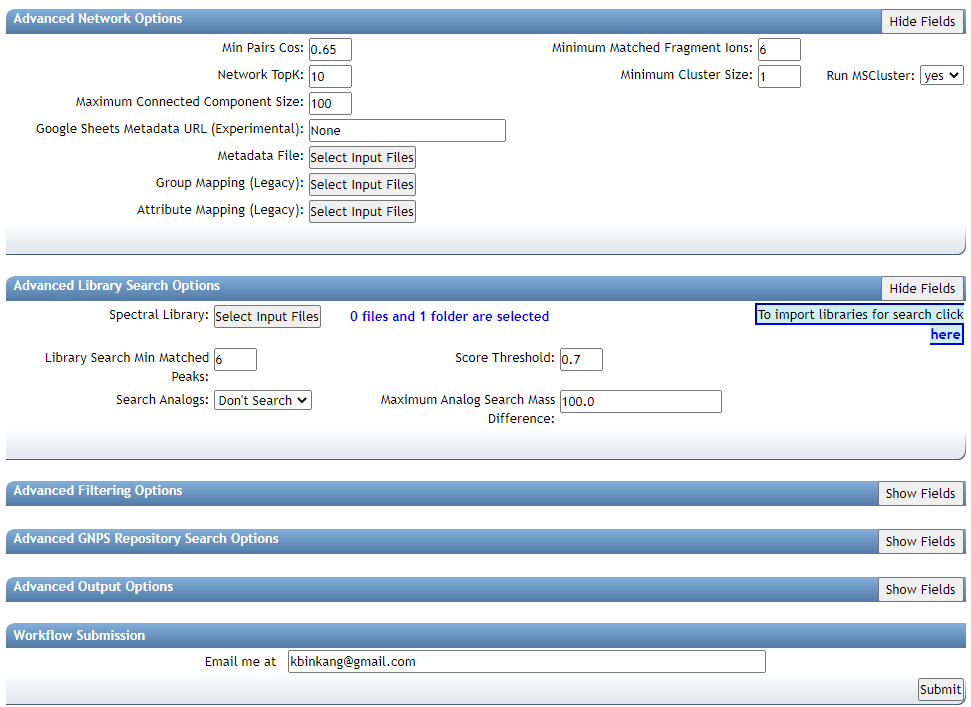 Advanced Network Options Hide Fields
Min Pairs Cos: 0.65 Minimum Matched Fragment Ions: 6
Network TopK: 10 Minimum Cluster Size: 1 Run MSCluster: yes
Maximum Connected Component Size: 100
Google Sheets Metadata URL (Experimental): None
Metadata File: Select Input Files
Group Mapping (Legacy): Select Input Files
Attribute Mapping (Legacy): Select Input Files
Advanced Library Search Options Hide Fields
Spectral Library: Select Input Files 0 files and 1 folder are selected To import libraries for search click
here
Library Search Min Matched 6 Score Threshold: 0.7
Peaks:
Search Analogs: Don't Search Maximum Analog Search Mass 100.0
Difference:
Advanced Filtering Options Show Fields
Advanced GNPS Repository Search Options Show Fields
Advanced Output Options Show Fields
Workflow Submission
Email me at kbinkang@gmail.com
Submit